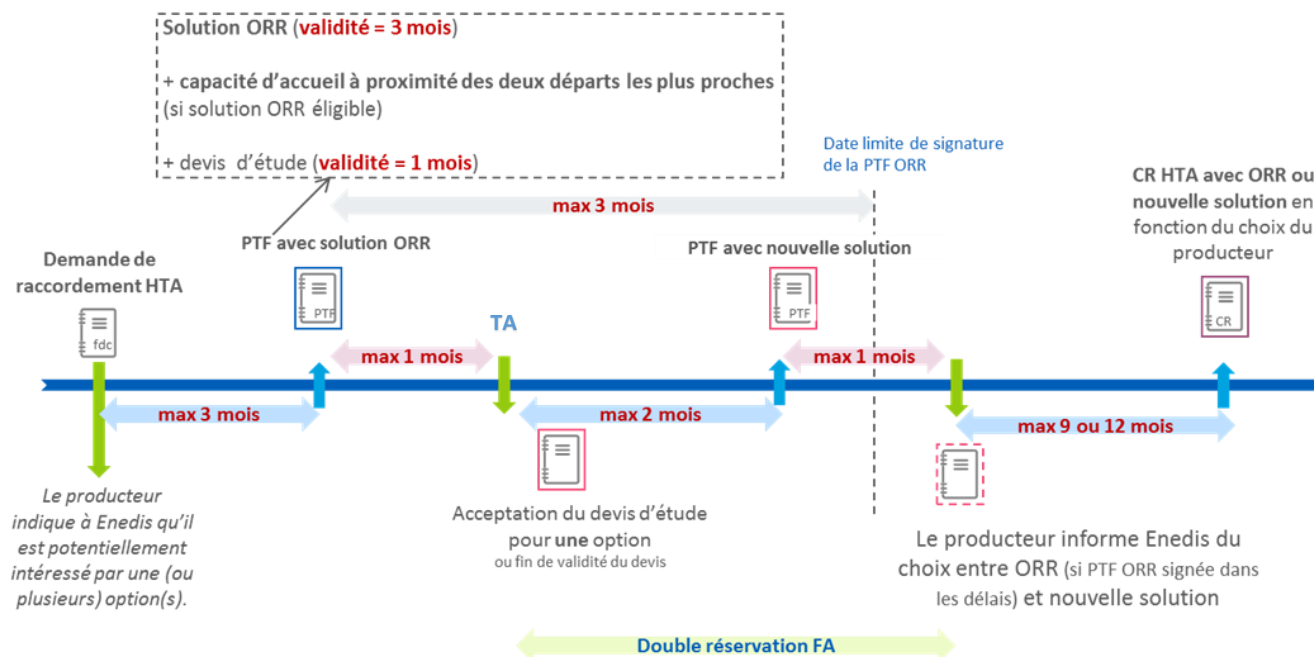 Solution ORR (validité = 3 mois)
+ capacité d'accueil à proximité des deux départs les plus proches
(si solution ORR éligible)
+ devis d'étude (validité = 1 mois)
Date limite de signature
de la PTF ORR
CR HTA avec ORR ou
nouvelle solution en
fonction du choix du
producteur
max 3 mois
PTF avec solution ORR
PTF avec nouvelle solution
Demande de
raccordement HTA
fdc
PTF
TA
PTF
CR
max 1 mois
max 1 mois
max 3 mois
max 2 mois
max 9 ou 12 mois
Le producteur
indique à Enedis qu'il
est potentiellement
intéressé par une (ou
plusieurs) option(s).
Acceptation du devis d'étude
pour une option
ou fin de validité du devis
Le producteur informe Enedis du
choix entre ORR (si PTF ORR signée dans
les délais) et nouvelle solution
Double réservation FA